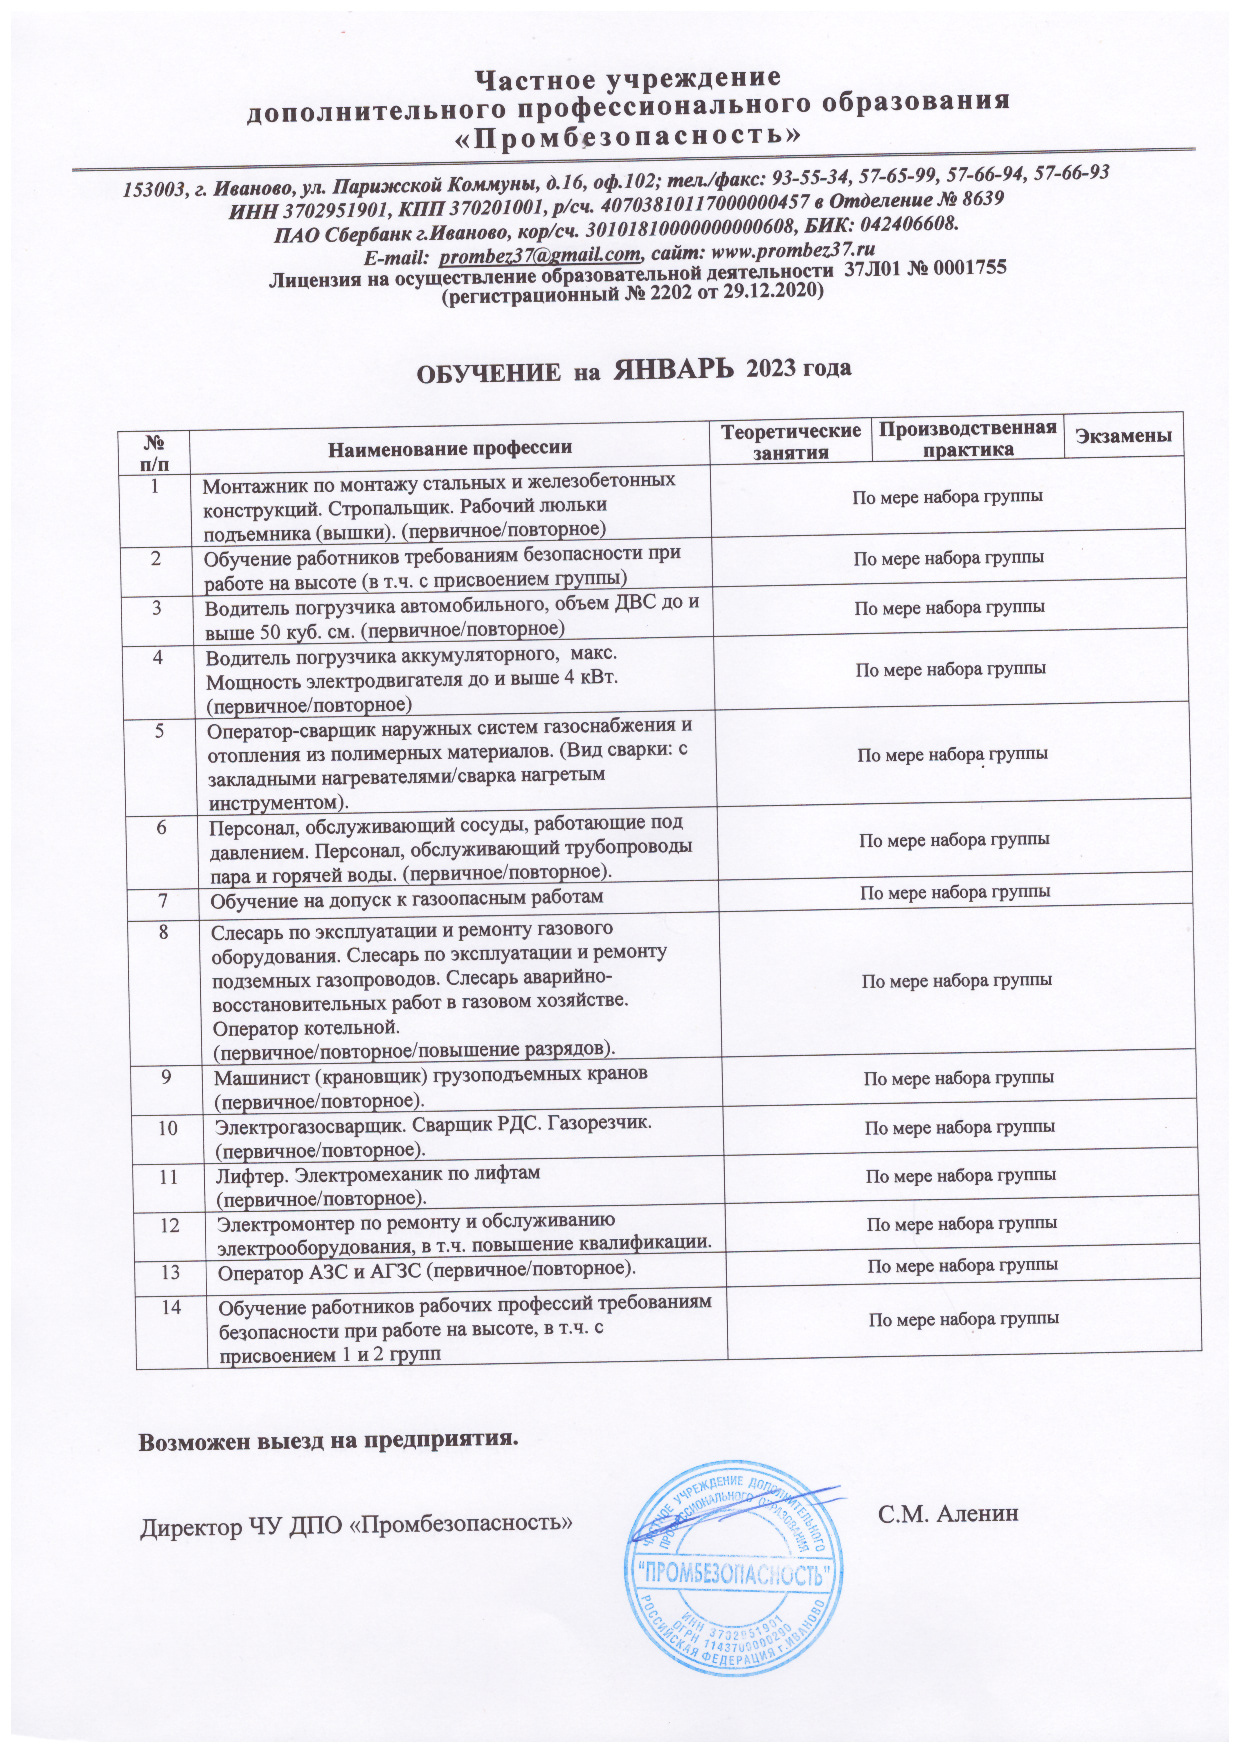 Частное учреждение
дополнительного профессионального образования
«Промбезопасность»
153003, г. Иваново, ул. Парижской Коммуны, д.16, оф.102; тел./факс: 93-55-34, 57-65-99, 57-66-94, 57-66-93
ИНН 3702951901, КПП 370201001, р/сч. 40703810117000000457 в Отделение № 8639
ПАО Сбербанк г.Иваново, кор/сч. 30101810000000000608, БИК: 042406608.
E-mail: prombez37@gmail.com, сайт: www.prombez37.ru
Лицензия на осуществление образовательной деятельности 37Л01 № 0001755
(регистрационный № 2202 от 29.12.2020)
ОБУЧЕНИЕ на ЯНВАРЬ 2023 года
№
п/п
Наименование профессии
Теоретические
занятия
Производственная
практика
Экзамены
1
Монтажник по монтажу стальных и железобетонных
конструкций. Стропальщик. Рабочий люльки
подъемника (вышки). (первичное/повторное)
По мере набора группы
2
Обучение работников требованиям безопасности при
работе на высоте (в т.ч. с присвоением группы)
По мере набора группы
3
Водитель погрузчика автомобильного, объем ДВС до и
выше 50 куб. см. (первичное/повторное)
По мере набора группы
4
Водитель погрузчика аккумуляторного, макс.
Мощность электродвигателя до и выше 4 кВт.
(первичное/повторное)
По мере набора группы
5
Оператор-сварщик наружных систем газоснабжения и
отопления из полимерных материалов. (Вид сварки: с
закладными нагревателями/сварка нагретым
инструментом).
По мере набора группы
6
Персонал, обслуживающий сосуды, работающие под
давлением. Персонал, обслуживающий трубопроводы
пара и горячей воды. (первичное/повторное).
По мере набора группы
7
Обучение на допуск к газоопасным работам
По мере набора группы
8
Слесарь по эксплуатации и ремонту газового
оборудования. Слесарь по эксплуатации и ремонту
подземных газопроводов. Слесарь аварийно-
восстановительных работ в газовом хозяйстве.
Оператор котельной.
(первичное/повторное/повышение разрядов).
По мере набора группы
9
Машинист (крановщик) грузоподъемных кранов
(первичное/повторное).
По мере набора группы
10
Электрогазосварщик. Сварщик РДС. Газорезчик.
(первичное/повторное).
По мере набора группы
11
Лифтер. Электромеханик по лифтам
(первичное/повторное).
По мере набора группы
12
Электромонтер по ремонту и обслуживанию
электрооборудования, в т.ч. повышение квалификации.
По мере набора группы
13
Оператор АЗС и АГЗС (первичное/повторное).
По мере набора группы
14
Обучение работников рабочих профессий требованиям
безопасности при работе на высоте, в т.ч. с
присвоением 1 и 2 групп
По мере набора группы
Возможен выезд на предприятия.
Директор ЧУ ДПО «Промбезопасность»
С.М. Аленин
ЧАСТНОЕ УЧРЕЖДЕНИЕ ДОПОЛНИТЕЛЬНОГО
ПРОФЕССИОНАЛЬНОГО ОБРАЗОВАНИЯ
"ПРОМБЕЗОПАСНОСТЬ"
ИНН 3702951901
ОГРН 1143700000290
РОССИЙСКАЯ ФЕДЕРАЦИЯ г.ИВАНОВО